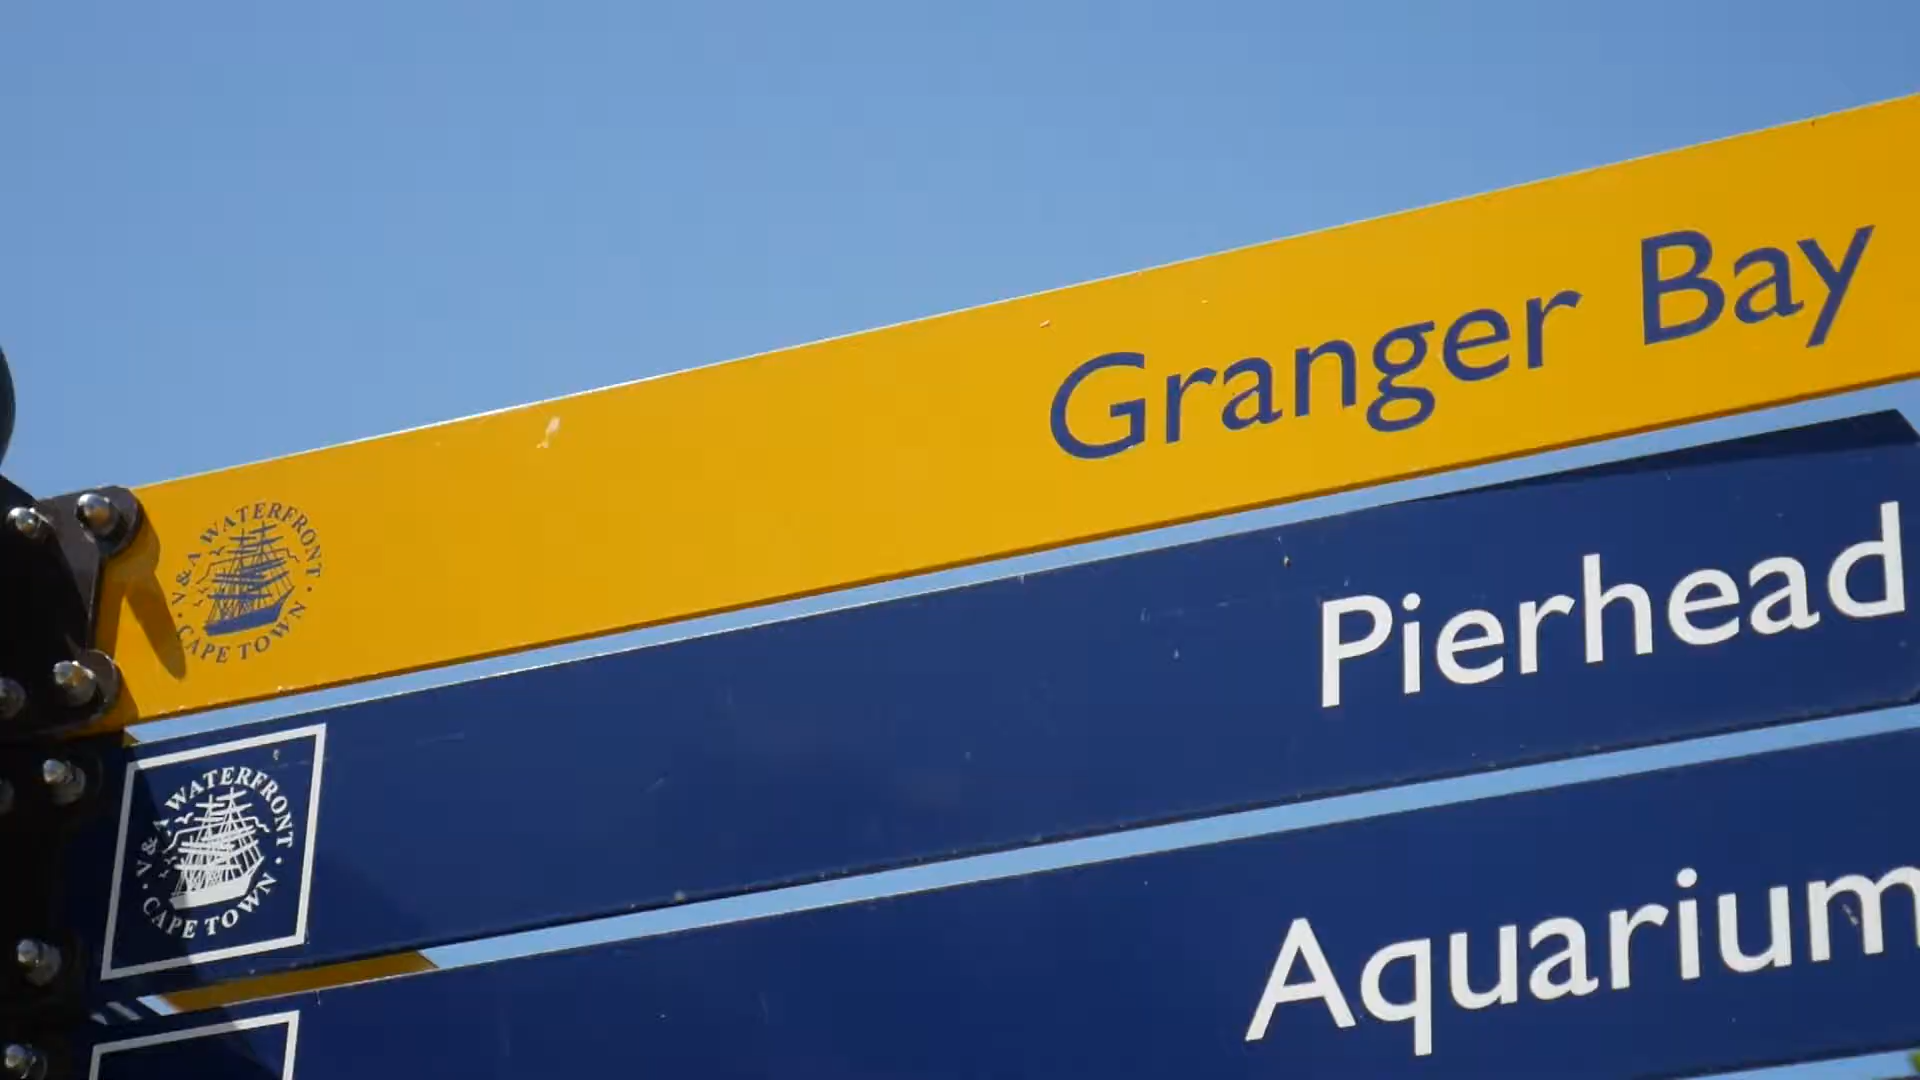 Granger Bay
V&A WATERFRONT
CAPE TOWN
Pierhead
V&A WATERFRONT
CAPE TOWN
Aquarium